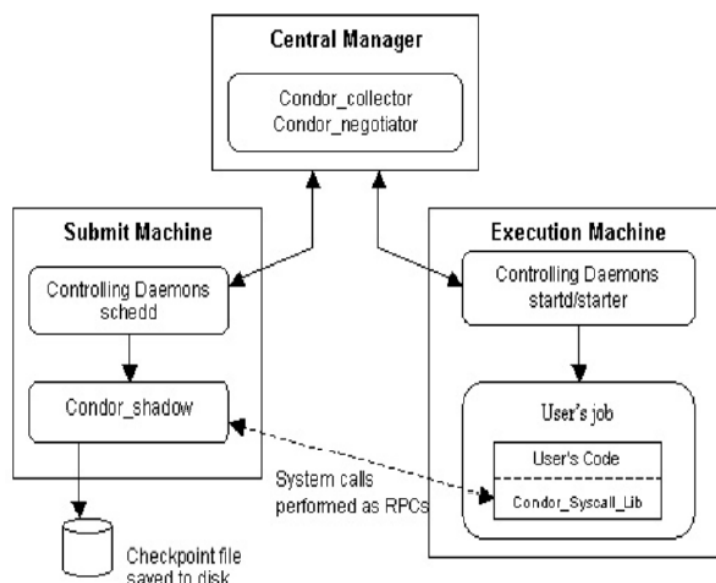 Central Manager
Condor_collector
Condor_negotiator
Submit Machine
Controlling Daemons
schedd
Condor_shadow
Checkpoint file
saved to disk
System calls
performed as RPCs
Execution Machine
Controlling Daemons
startd/starter
User's job
User's Code
Condor_Syscall_Lib